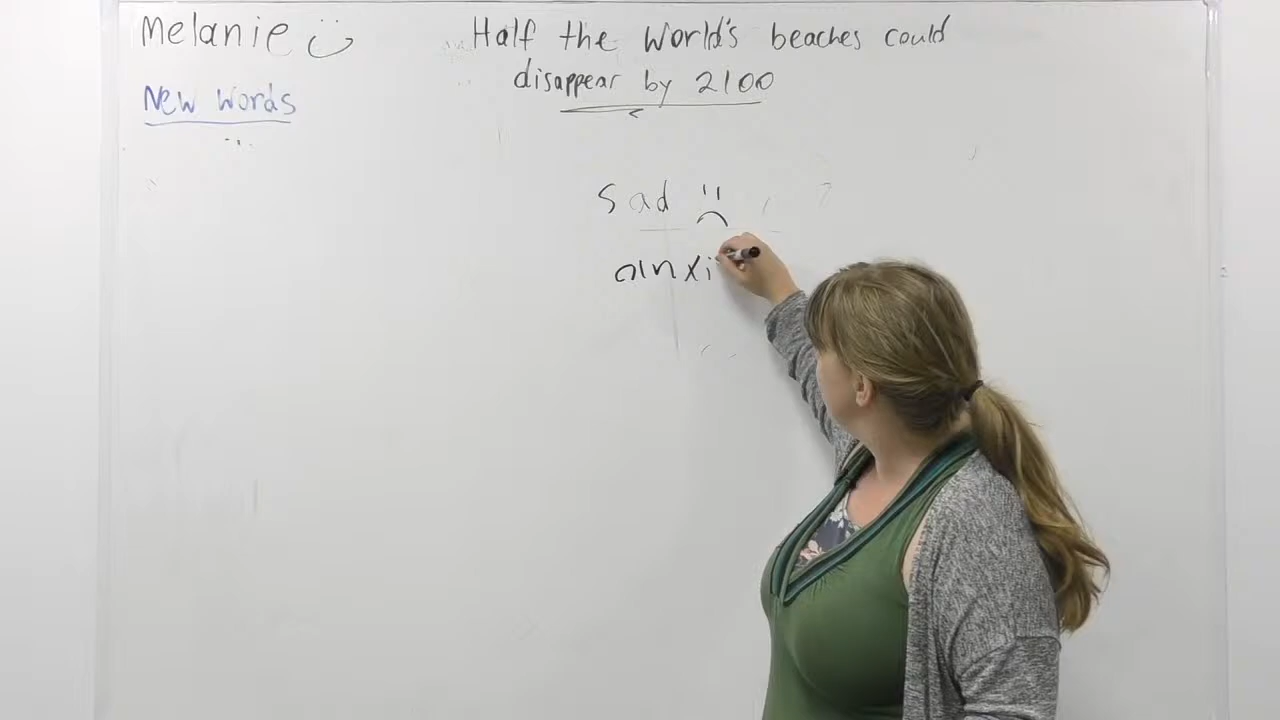 Melanie
Half the World's beaches could
disappear by 2100
New Words
sad
anxi